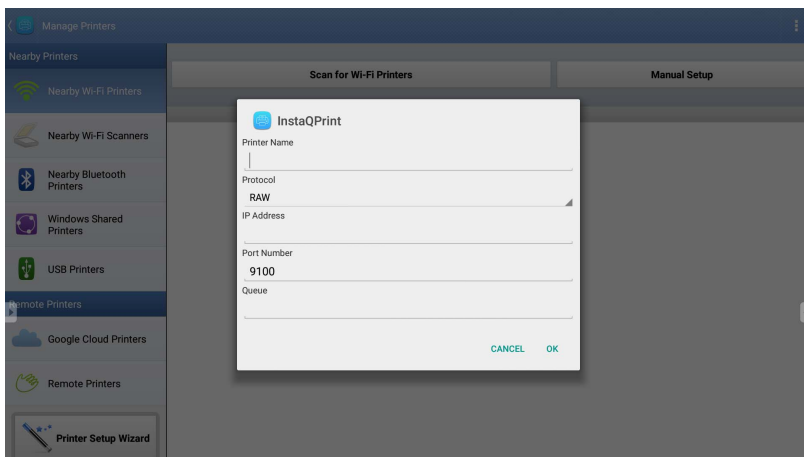 Manage Printers
Nearby Printers
Nearby Wi-Fi Printers
Nearby Wi-Fi Scanners
Nearby Bluetooth
Printers
Windows Shared
Printers
USB Printers
Remote Printers
Google Cloud Printers
Remote Printers
Printer Setup Wizard
Scan for Wi-Fi Printers
Manual Setup
InstaQPrint
Printer Name
Protocol
RAW
IP Address
Port Number
9100
Queue
CANCEL OK